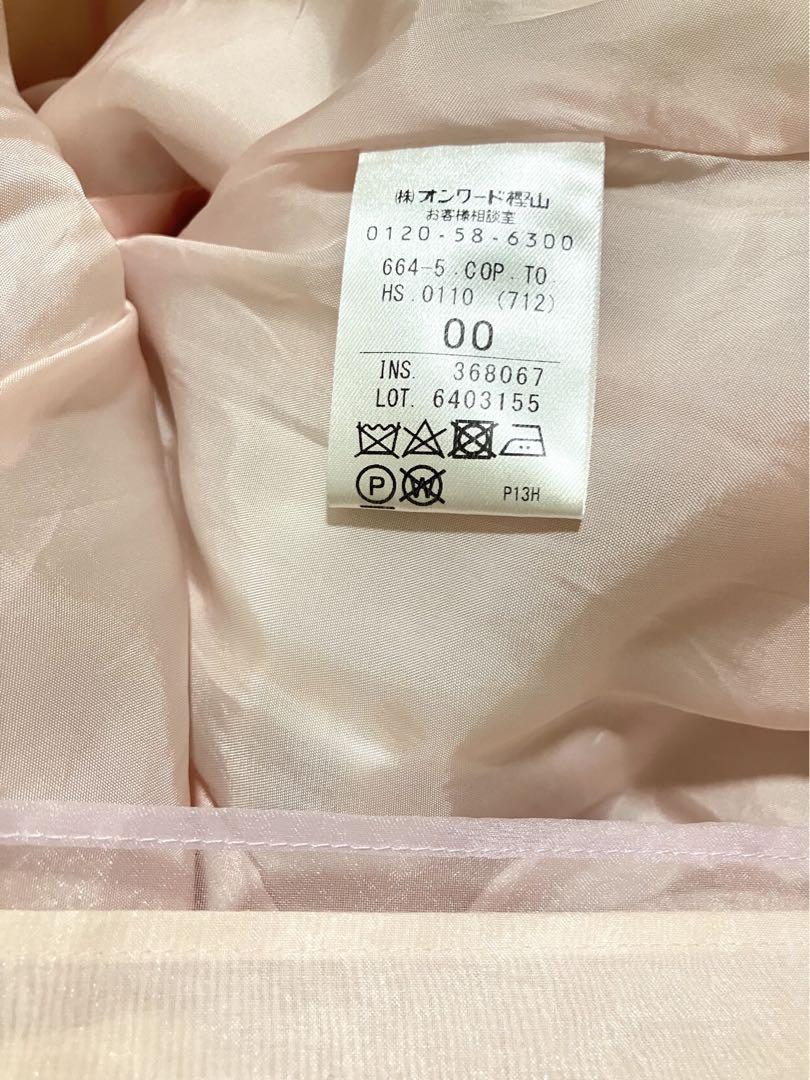 (株)オンワード樫山
お客様相談室
0120-58-6300
664-5.COP.TO.
HS.0110 (712)
00
INS. 368067
LOT. 6403155
P W P13H